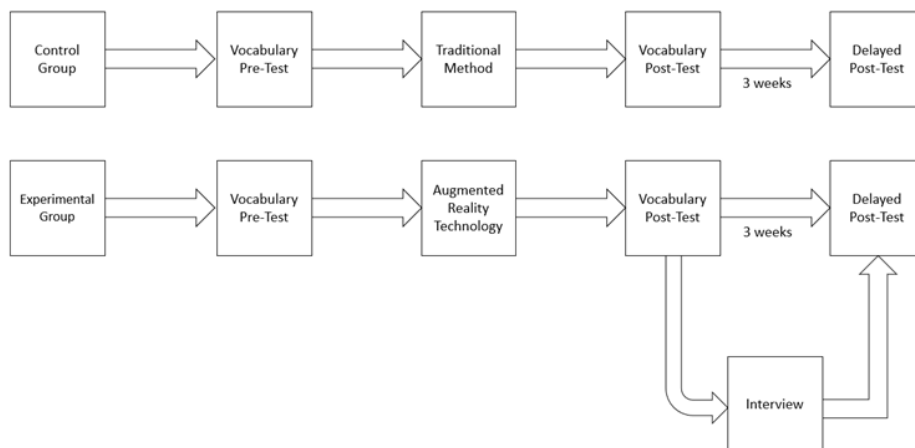 Control
Group
Vocabulary
Pre-Test
Traditional
Method
Vocabulary
Post-Test
3 weeks
Delayed
Post-Test
Experimental
Group
Vocabulary
Pre-Test
Augmented
Reality
Technology
Vocabulary
Post-Test
3 weeks
Delayed
Post-Test
Interview